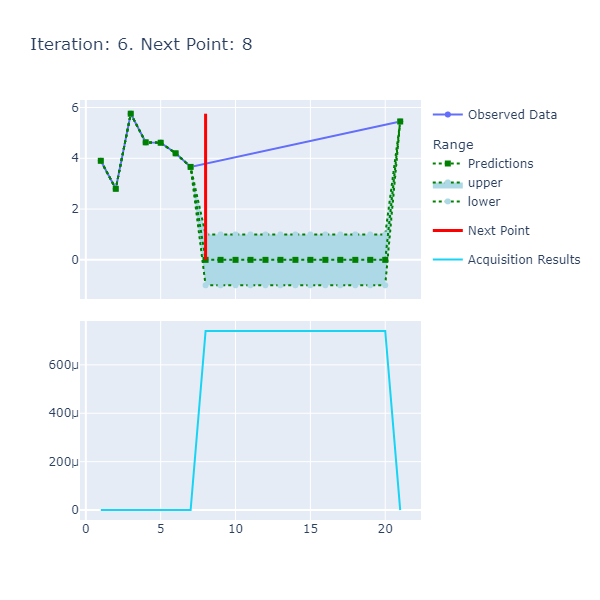 Iteration: 6. Next Point: 8
6
4
2
0
Observed Data
Range
Predictions
upper
lower
Next Point
Acquisition Results
600μ
400μ
200μ
0
0 5 10 15 20